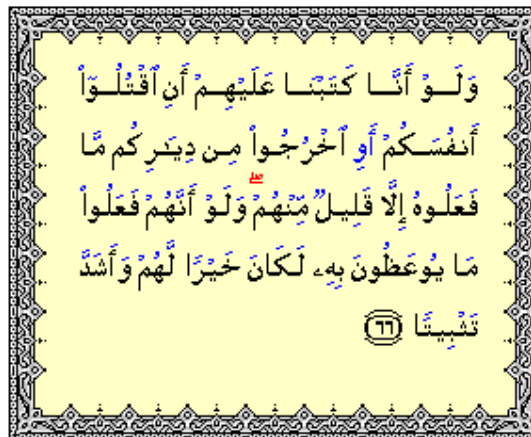 وَلَوْ أَنَّا كَتَبْنَا عَلَيْهِمْ أَنِ ٱقْتُلُوٓا۟
أَنفُسَكُمْ أَوِ ٱخْرُجُوا۟ مِن دِيَـٰرِكُم مَّا
فَعَلُوهُ إِلَّا قَلِيلٌ مِّنْهُمْ ۖ وَلَوْ أَنَّهُمْ فَعَلُوا۟
مَا يُوعَظُونَ بِهِۦ لَكَانَ خَيْرًا لَّهُمْ وَأَشَدَّ
تَثْبِيتًا ٦٦